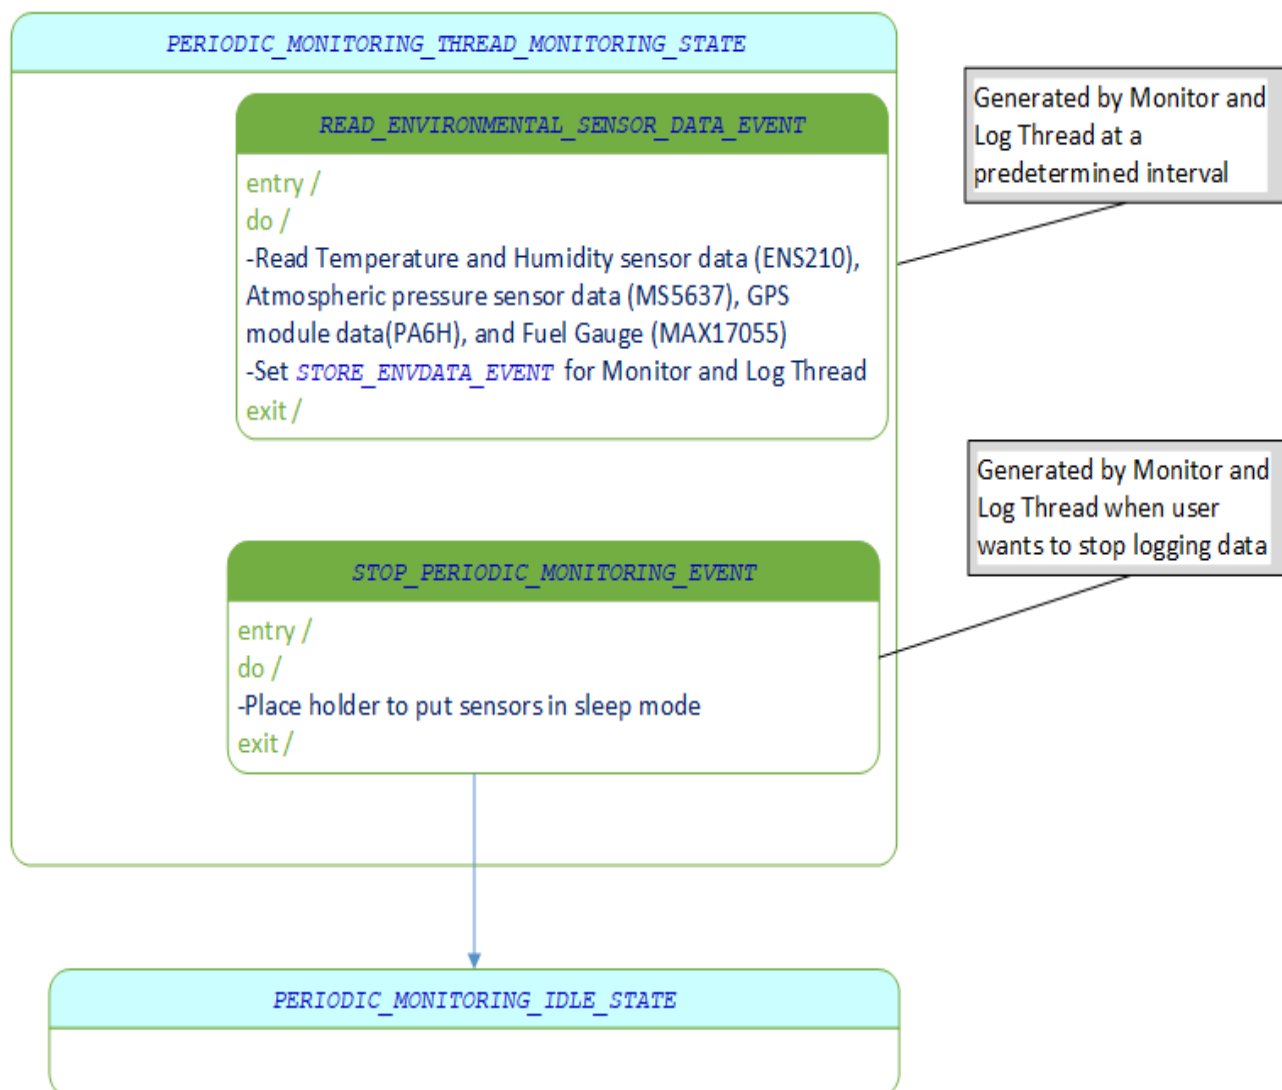 PERIODIC_MONITORING_THREAD_MONITORING_STATE
READ_ENVIRONMENTAL_SENSOR_DATA_EVENT
entry /
do /
-Read Temperature and Humidity sensor data (ENS210),
Atmospheric pressure sensor data (MS5637), GPS
module data(PA6H), and Fuel Gauge (MAX17055)
-Set STORE_ENVDATA_EVENT for Monitor and Log Thread
exit /
Generated by Monitor and
Log Thread at a
predetermined interval
STOP_PERIODIC_MONITORING_EVENT
entry /
do /
-Place holder to put sensors in sleep mode
exit /
Generated by Monitor and
Log Thread when user
wants to stop logging data
PERIODIC_MONITORING_IDLE_STATE